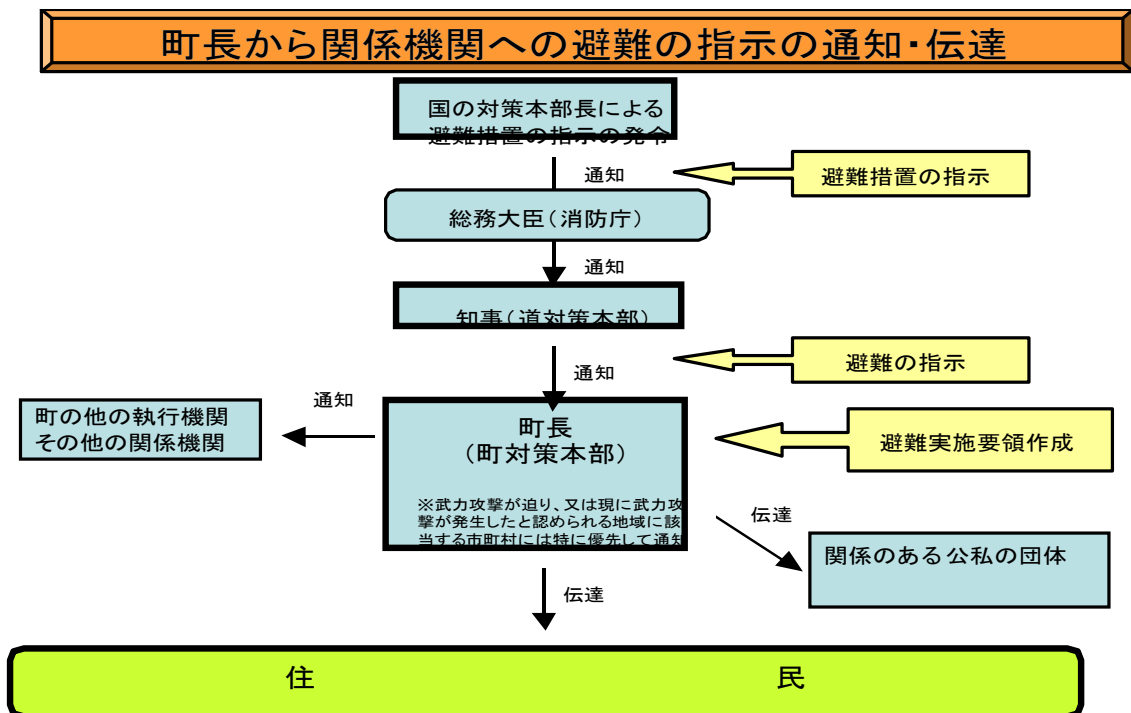 町長から関係機関への避難の指示の通知・伝達
国の対策本部長による
避難措置の指示の発令
通知
避難措置の指示
総務大臣(消防庁)
通知
知事(道対策本部)
避難の指示
通知
通知
町の他の執行機関
その他の関係機関
町長
(町対策本部)
避難実施要領作成
※武力攻撃が迫り、又は現に武力攻
撃が発生したと認められる地域に該
当する市町村には特に優先して通知
伝達
関係のある公私の団体
伝達
住 民